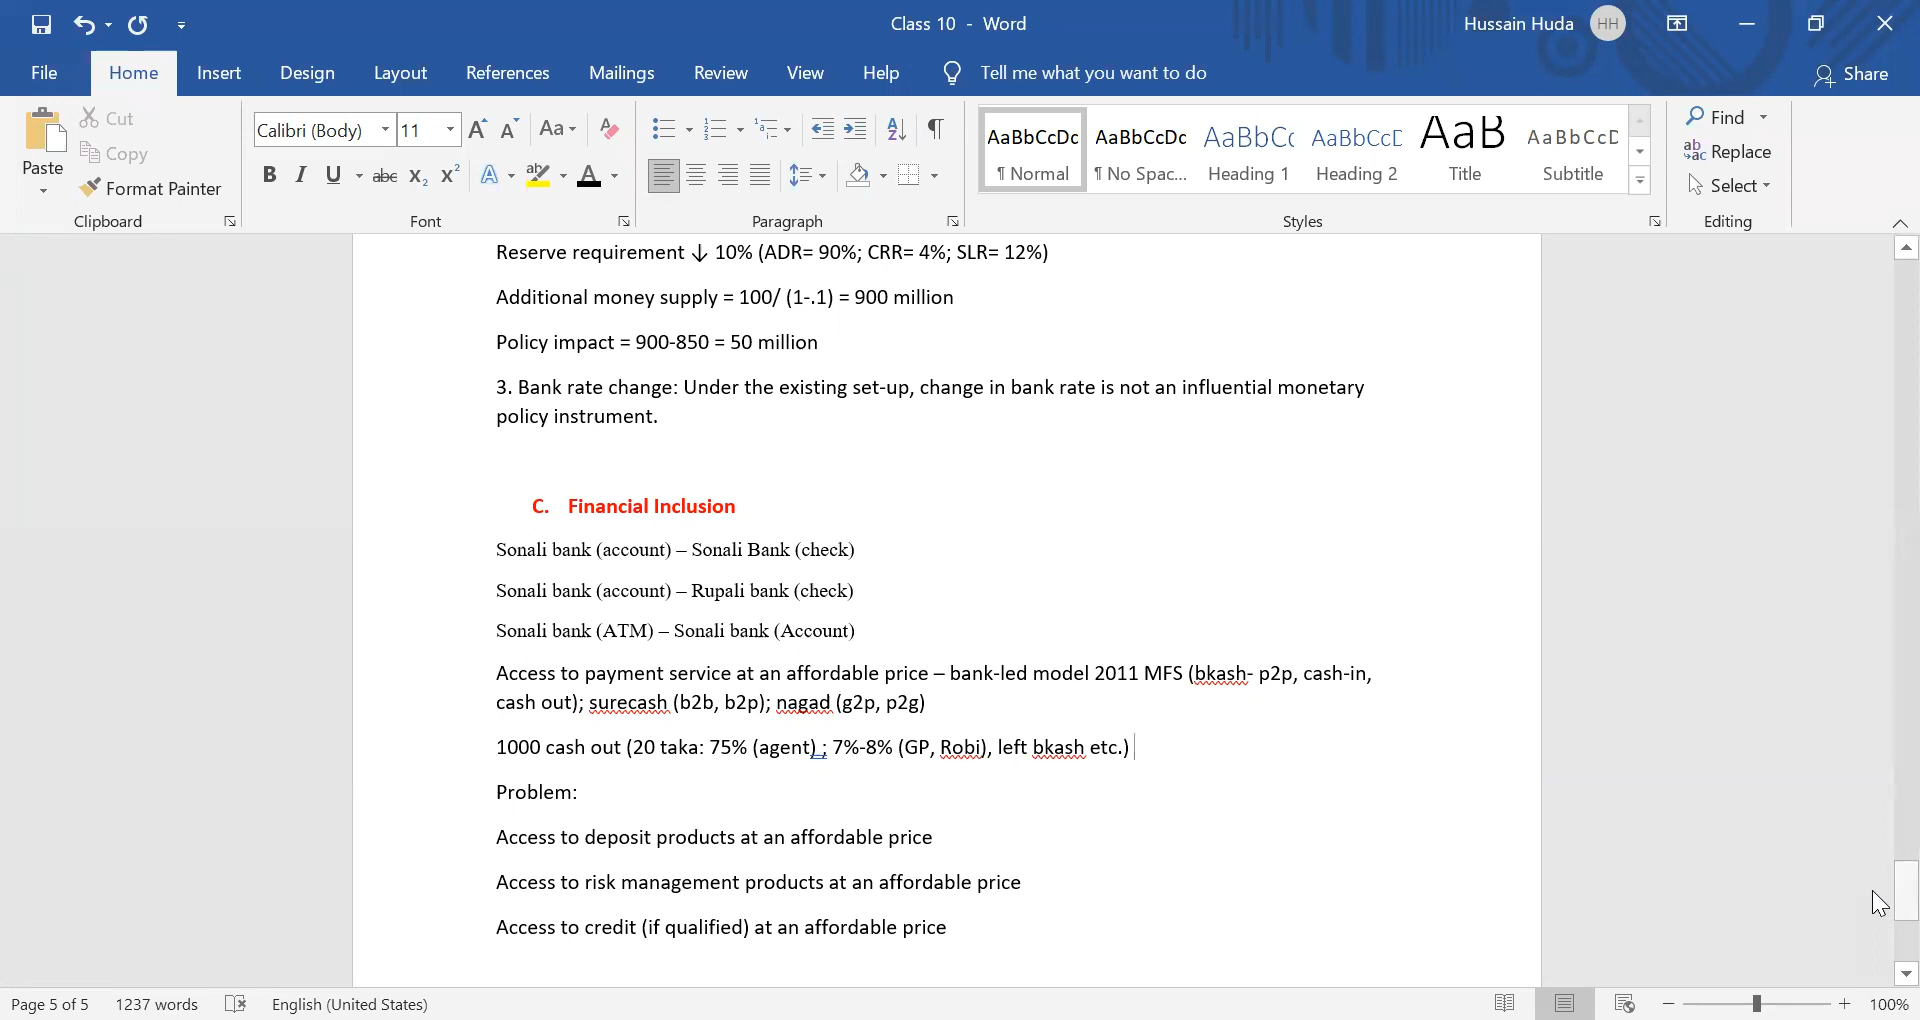 Class 10 - Word
Hussain Huda HH
File Home Insert Design Layout References Mailings Review View Help Tell me what you want to do Share
Cut
Copy
Paste
Format Painter
Clipboard
Calibri (Body) 11 A A Aa A
B I U abc X2 X2 A ab A
Font
Paragraph
AaBbCcDc AaBbCcDc AaBbCc AaBbCcE AaB AaBbCcD
¶ Normal ¶ No Spac... Heading 1 Heading 2 Title Subtitle
Styles
Find
Replace
Select
Editing
Reserve requirement ↓ 10% (ADR= 90%; CRR= 4%; SLR= 12%)
Additional money supply = 100/ (1-.1) = 900 million
Policy impact = 900-850 = 50 million
3. Bank rate change: Under the existing set-up, change in bank rate is not an influential monetary
policy instrument.
C. Financial Inclusion
Sonali bank (account) – Sonali Bank (check)
Sonali bank (account) – Rupali bank (check)
Sonali bank (ATM) – Sonali bank (Account)
Access to payment service at an affordable price – bank-led model 2011 MFS (bkash- p2p, cash-in,
cash out); surecash (b2b, b2p); nagad (g2p, p2g)
1000 cash out (20 taka: 75% (agent) ; 7%-8% (GP, Robi), left bkash etc.)
Problem:
Access to deposit products at an affordable price
Access to risk management products at an affordable price
Access to credit (if qualified) at an affordable price
Page 5 of 5 1237 words English (United States) 100%